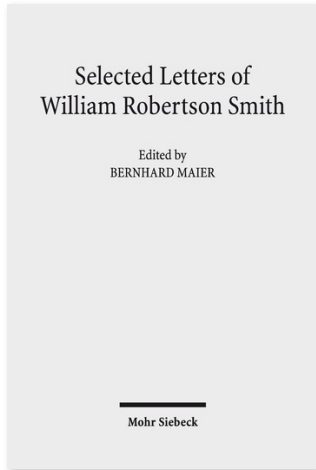 Selected Letters of
William Robertson Smith
Edited by
BERNHARD MAIER
Mohr Siebeck